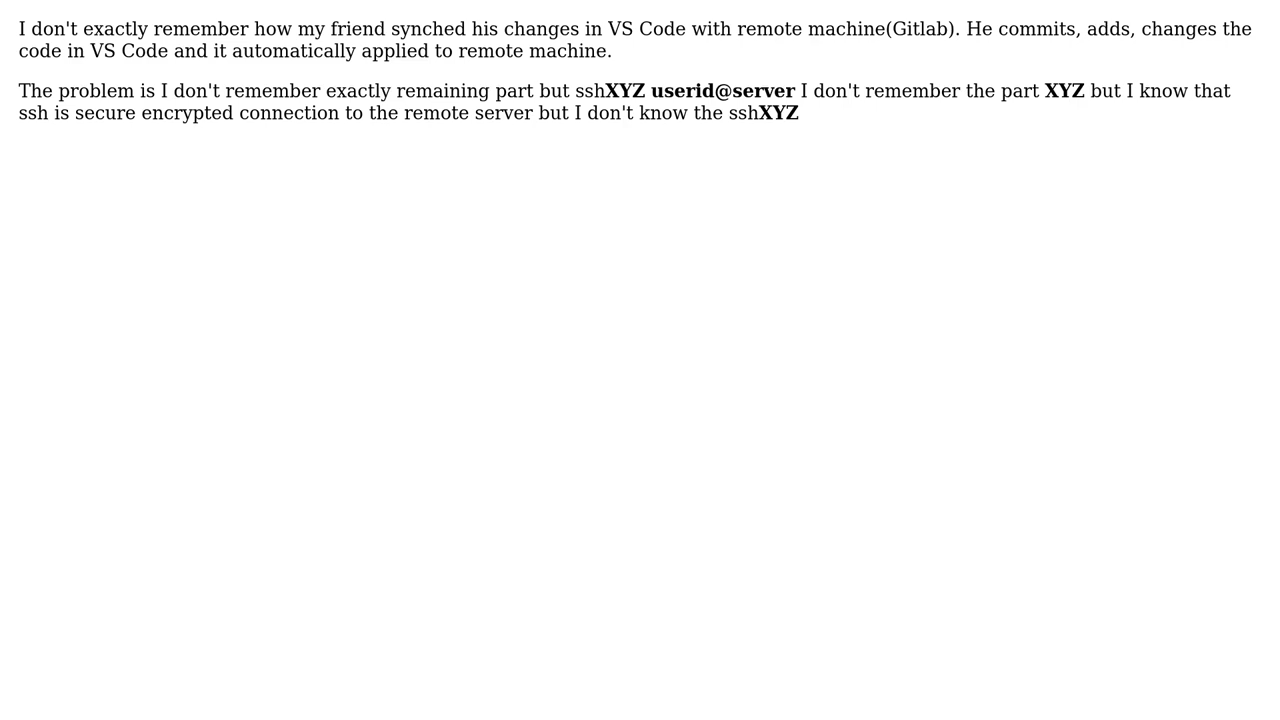 I don't exactly remember how my friend synched his changes in VS Code with remote machine(Gitlab). He commits, adds, changes the
code in VS Code and it automatically applied to remote machine.
The problem is I don't remember exactly remaining part but sshXYZ userid@server I don't remember the part XYZ but I know that
ssh is secure encrypted connection to the remote server but I don't know the sshXYZ